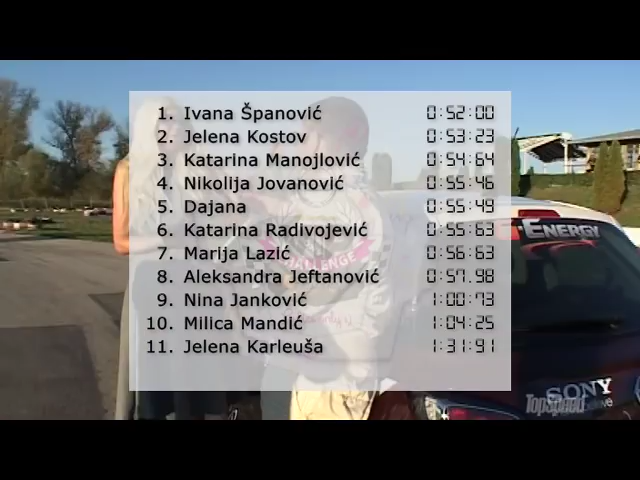 1. Ivana Španović 0:52:00
2. Jelena Kostov 0:53:23
3. Katarina Manojlović 0:54:64
4. Nikolija Jovanović 0:55:46
5. Dajana 0:55:49
6. Katarina Radivojević 0:55:63
7. Marija Lazić 0:56:63
8. Aleksandra Jeftanović 0:57.98
9. Nina Janković 1:00:73
10. Milica Mandić 1:04:25
11. Jelena Karleuša 1:31:91
ENERGY
CHALLENGE
SONY
TopSpeed